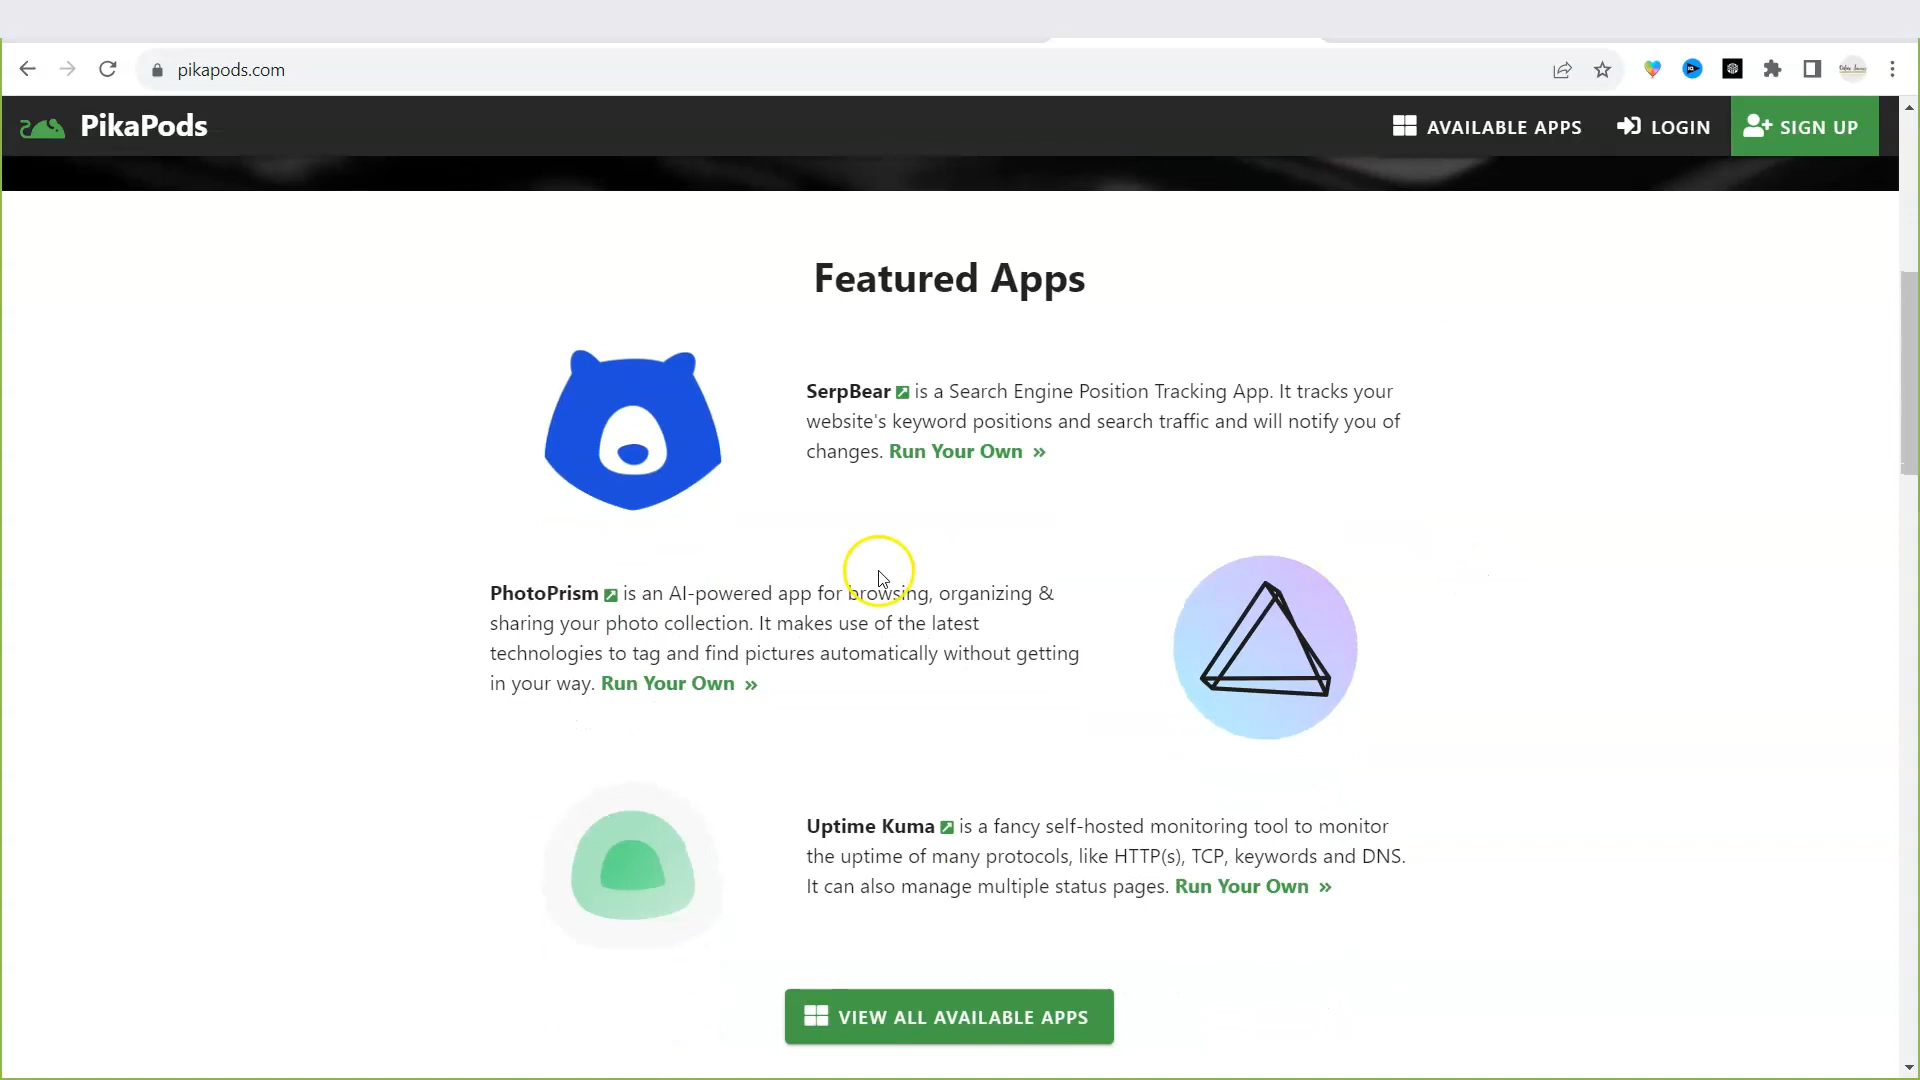 pikapods.com
PikaPods
AVAILABLE APPS
LOGIN
SIGN UP
Featured Apps
SerpBear is a Search Engine Position Tracking App. It tracks your
website's keyword positions and search traffic and will notify you of
changes. Run Your Own »
PhotoPrism is an AI-powered app for browsing, organizing &
sharing your photo collection. It makes use of the latest
technologies to tag and find pictures automatically without getting
in your way. Run Your Own »
Uptime Kuma is a fancy self-hosted monitoring tool to monitor
the uptime of many protocols, like HTTP(s), TCP, keywords and DNS.
It can also manage multiple status pages. Run Your Own »
VIEW ALL AVAILABLE APPS